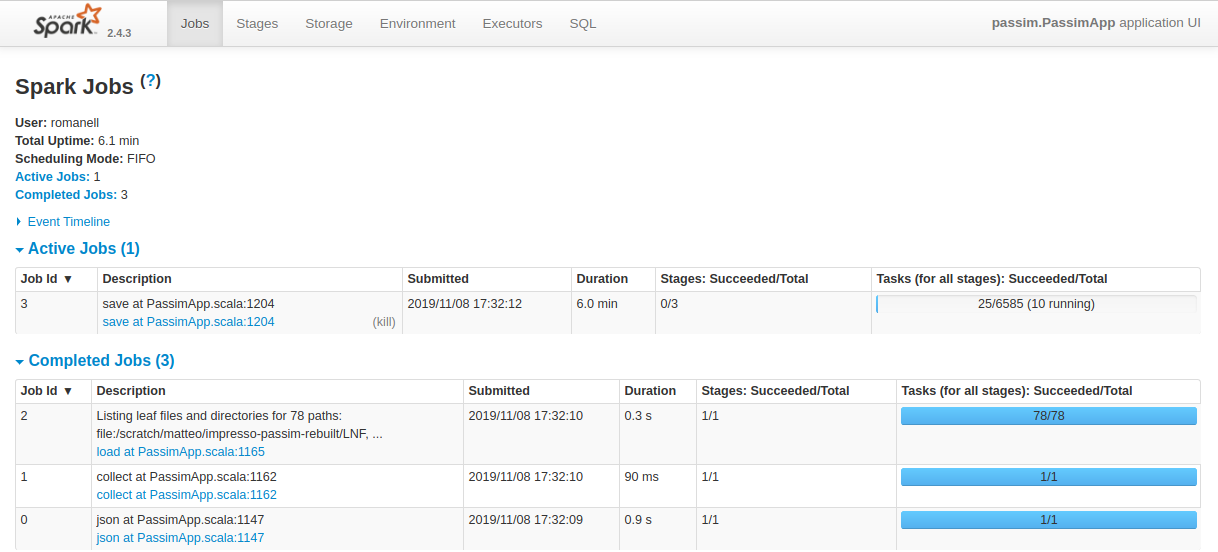 APACHE
Spark 2.4.3 Jobs Stages Storage Environment Executors SQL passim.PassimApp application UI
Spark Jobs (?)
User: romanell
Total Uptime: 6.1 min
Scheduling Mode: FIFO
Active Jobs: 1
Completed Jobs: 3
Event Timeline
Active Jobs (1)
Job Id ▼ Description Submitted Duration Stages: Succeeded/Total Tasks (for all stages): Succeeded/Total
3 save at PassimApp.scala:1204 2019/11/08 17:32:12 6.0 min 0/3 25/6585 (10 running)
save at PassimApp.scala:1204 (kill)
Completed Jobs (3)
Job Id ▼ Description Submitted Duration Stages: Succeeded/Total Tasks (for all stages): Succeeded/Total
2 Listing leaf files and directories for 78 paths: 2019/11/08 17:32:10 0.3 s 1/1 78/78
file:/scratch/matteo/impresso-passim-rebuilt/LNF, ...
load at PassimApp.scala:1165
1 collect at PassimApp.scala:1162 2019/11/08 17:32:10 90 ms 1/1 1/1
collect at PassimApp.scala:1162
0 json at PassimApp.scala:1147 2019/11/08 17:32:09 0.9 s 1/1 1/1
json at PassimApp.scala:1147